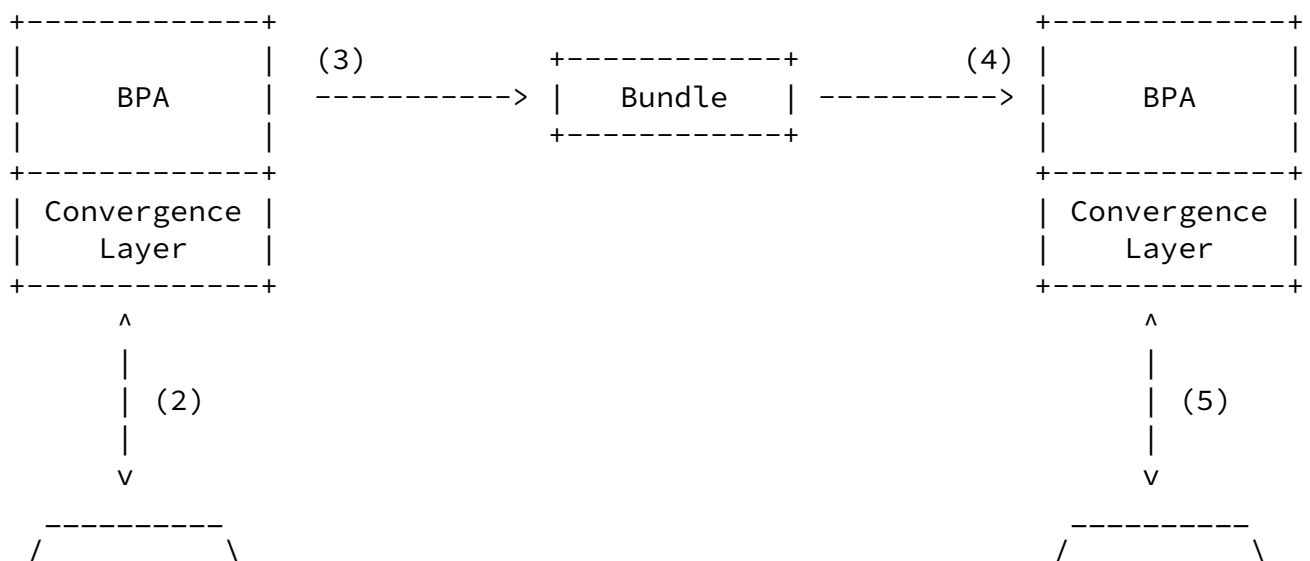 +-------------+ +-------------+
| | (3) +------------+ (4) | |
| BPA | -----------> | Bundle | ----------> | BPA |
| | +------------+ | |
+-------------+ +-------------+
| Convergence | | Convergence |
| Layer | | Layer |
+-------------+ +-------------+
^ ^
| |
| (2) | (5)
| |
v v
---------- ----------
/ \ / \